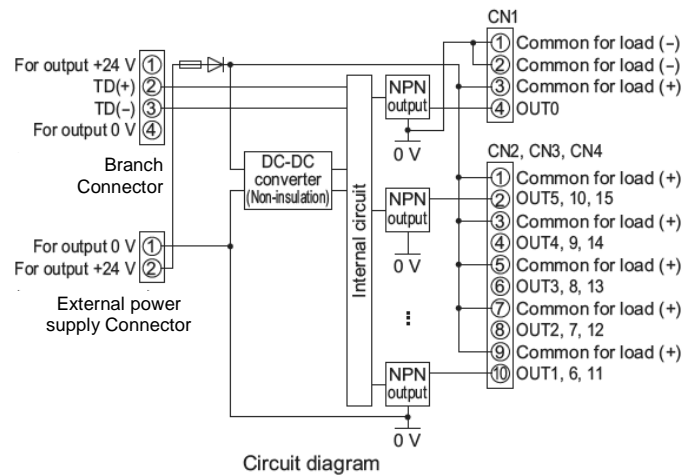 For output +24 V ①
TD(+) ②
TD(−) ③
For output 0 V ④
Branch
Connector
For output 0 V ①
For output +24 V ②
External power
supply Connector
DC-DC
converter
(Non-insulation)
Internal circuit
NPN
output
0 V
NPN
output
0 V
NPN
output
0 V
CN1
① Common for load (−)
② Common for load (−)
③ Common for load (+)
④ OUT0
CN2, CN3, CN4
① Common for load (+)
② OUT5, 10, 15
③ Common for load (+)
④ OUT4, 9, 14
⑤ Common for load (+)
⑥ OUT3, 8, 13
⑦ Common for load (+)
⑧ OUT2, 7, 12
⑨ Common for load (+)
⑩ OUT1, 6, 11
Circuit diagram